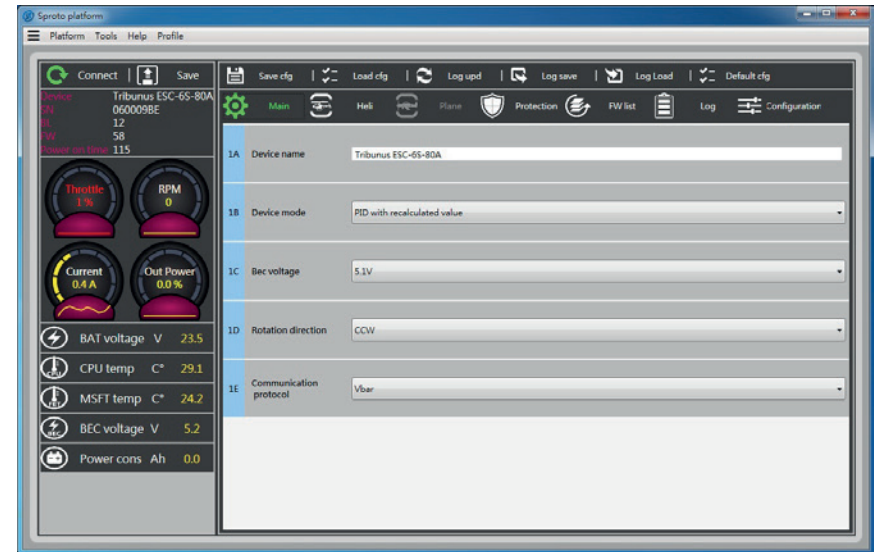 Sproto platform
Platform Tools Help Profile
Connect | Save
Save cfg | Load cfg | Log upd | Log save | Log Load | Default cfg
Device Tribunus ESC-6S-80A
SN 060009BE
BL 12
FW 58
Power on time 115
Main Heli Plane Protection FW list Log Configuration
Throttle
1 %
RPM
0
Current
0.4 A
Out Power
0.0 %
BAT voltage V 23.5
CPU
CPU temp C° 29.1
MSFT temp C° 24.2
BEC
BEC voltage V 5.2
Power cons Ah 0.0
1A Device name Tribunus ESC-6S-80A
1B Device mode PID with recalculated value
1C Bec voltage 5.1V
1D Rotation direction CCW
1E Communication protocol Vbar